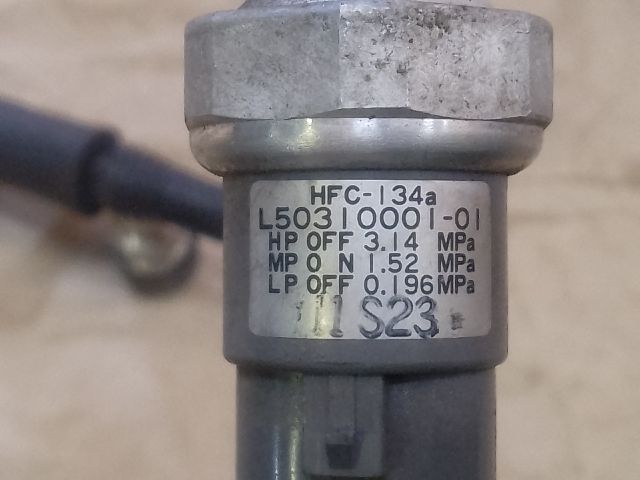 HFC-134a
L50310001-01
HP OFF 3.14 MPa
MP O N 1.52 MPa
LP OFF 0.196 MPa
S23